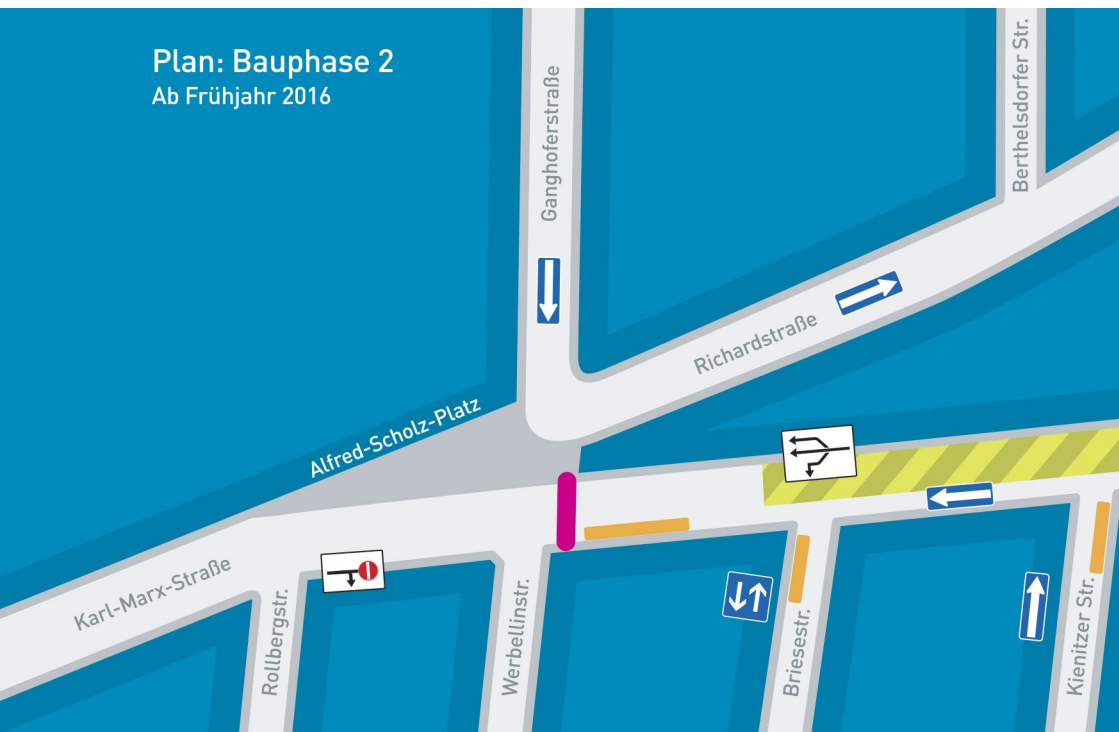 Plan: Bauphase 2
Ab Frühjahr 2016
Ganghoferstraße
Berthelsdorfer Str.
Richardstraße
Alfred-Scholz-Platz
Karl-Marx-Straße
Rollbergstr.
Werbellinstr.
Briesestr.
Kienitzer Str.